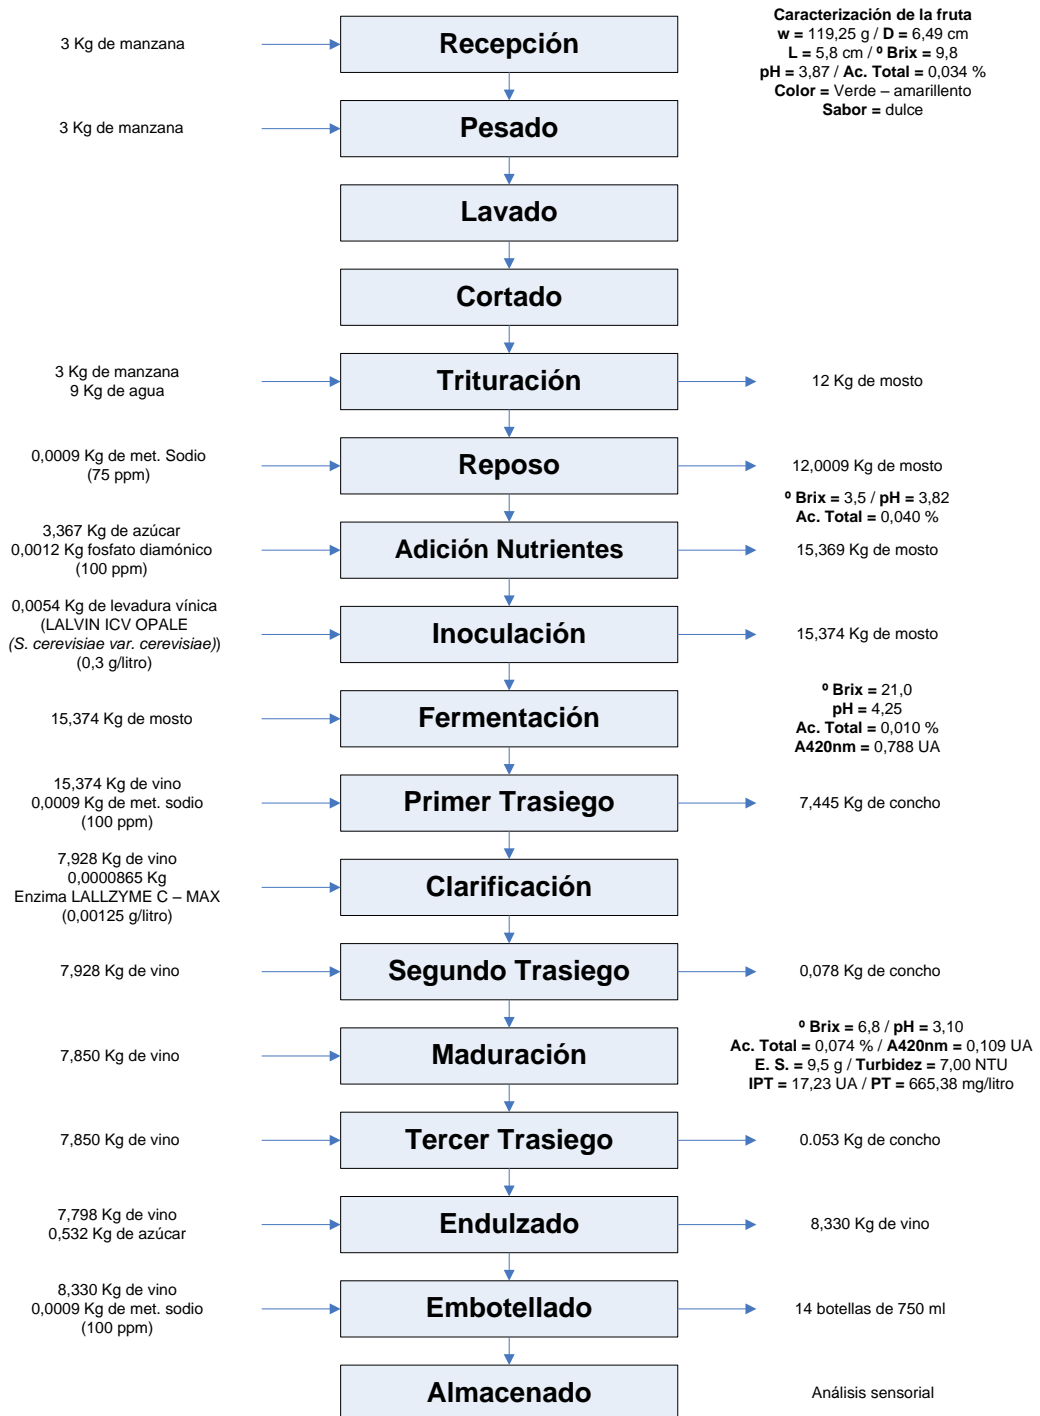 3 Kg de manzana
Recepción
Caracterización de la fruta
w = 119,25 g / D = 6,49 cm
L = 5,8 cm / º Brix = 9,8
pH = 3,87 / Ac. Total = 0,034 %
Color = Verde – amarillento
Sabor = dulce
3 Kg de manzana
Pesado
Lavado
Cortado
3 Kg de manzana
9 Kg de agua
Trituración
12 Kg de mosto
0,0009 Kg de met. Sodio
(75 ppm)
Reposo
12,0009 Kg de mosto
º Brix = 3,5 / pH = 3,82
Ac. Total = 0,040 %
3,367 Kg de azúcar
0,0012 Kg fosfato diamónico
(100 ppm)
Adición Nutrientes
15,369 Kg de mosto
0,0054 Kg de levadura vínica
(LALVIN ICV OPALE
(S. cerevisiae var. cerevisiae))
(0,3 g/litro)
Inoculación
15,374 Kg de mosto
15,374 Kg de mosto
Fermentación
º Brix = 21,0
pH = 4,25
Ac. Total = 0,010 %
A420nm = 0,788 UA
15,374 Kg de vino
0,0009 Kg de met. sodio
(100 ppm)
Primer Trasiego
7,445 Kg de concho
7,928 Kg de vino
0,0000865 Kg
Enzima LALLZYME C – MAX
(0,00125 g/litro)
Clarificación
7,928 Kg de vino
Segundo Trasiego
0,078 Kg de concho
7,850 Kg de vino
Maduración
º Brix = 6,8 / pH = 3,10
Ac. Total = 0,074 % / A420nm = 0,109 UA
E. S. = 9,5 g / Turbidez = 7,00 NTU
IPT = 17,23 UA / PT = 665,38 mg/litro
7,850 Kg de vino
Tercer Trasiego
0.053 Kg de concho
7,798 Kg de vino
0,532 Kg de azúcar
Endulzado
8,330 Kg de vino
8,330 Kg de vino
0,0009 Kg de met. sodio
(100 ppm)
Embotellado
14 botellas de 750 ml
Almacenado
Análisis sensorial